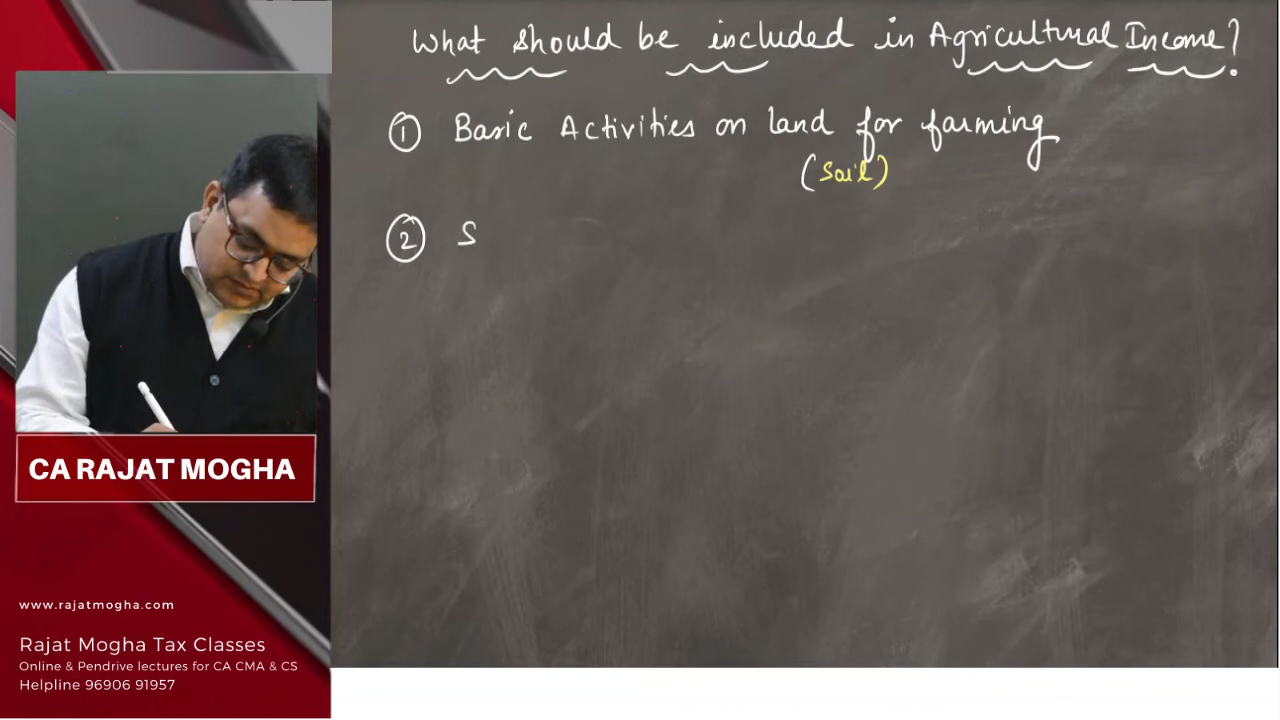 What should be included in Agricultural Income?
① Basic Activities on land for farming
(Soil)
② S
CA RAJAT MOGHA
www.rajatmogha.com
Rajat Mogha Tax Classes
Online & Pendrive lectures for CA CMA & CS
Helpline 96906 91957